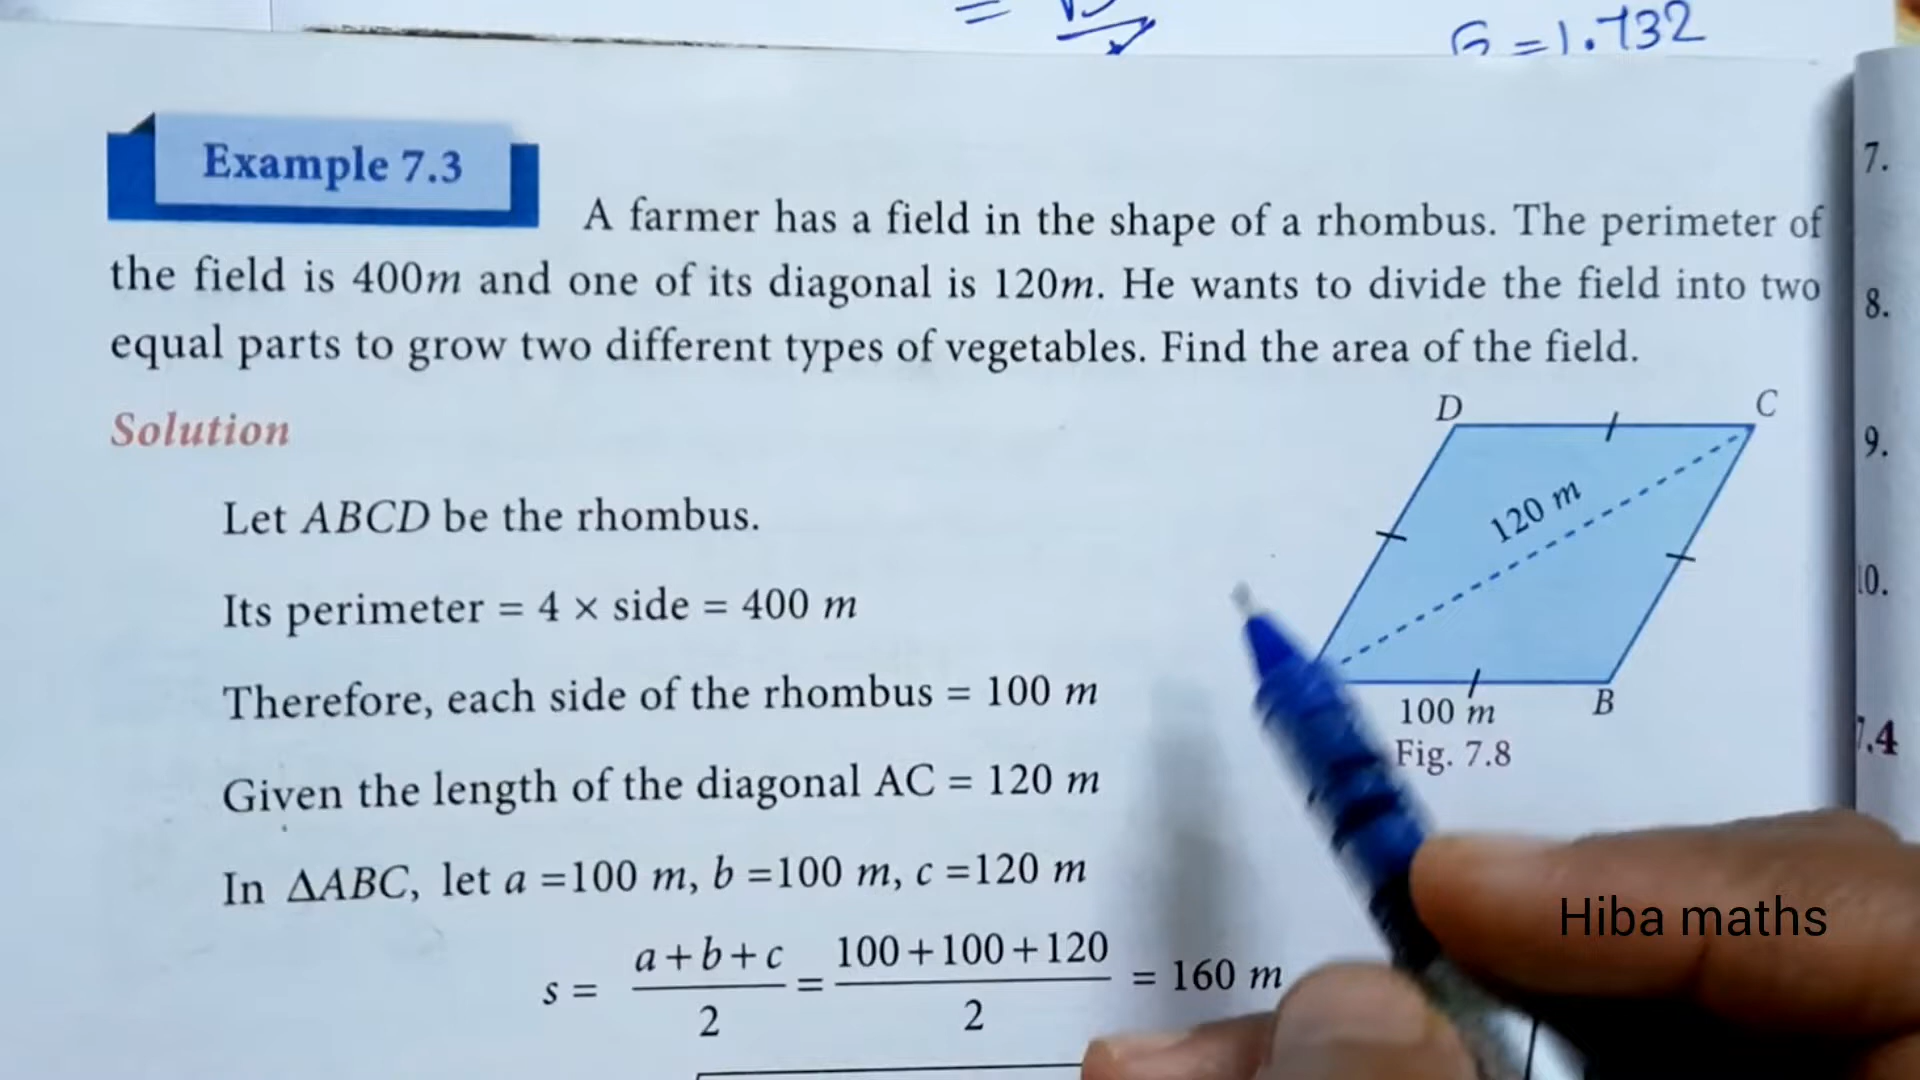 = 1.732
Example 7.3
A farmer has a field in the shape of a rhombus. The perimeter of
the field is 400m and one of its diagonal is 120m. He wants to divide the field into two
equal parts to grow two different types of vegetables. Find the area of the field.
Solution
Let ABCD be the rhombus.
Its perimeter = 4 × side = 400 m
Therefore, each side of the rhombus = 100 m
Given the length of the diagonal AC = 120 m
In ΔABC, let a =100 m, b =100 m, c =120 m
s = a+b+c/2 = 100+100+120/2 = 160 m
D C
120 m
100 m B
Fig. 7.8
7.
8.
9.
10.
7.4
Hiba maths